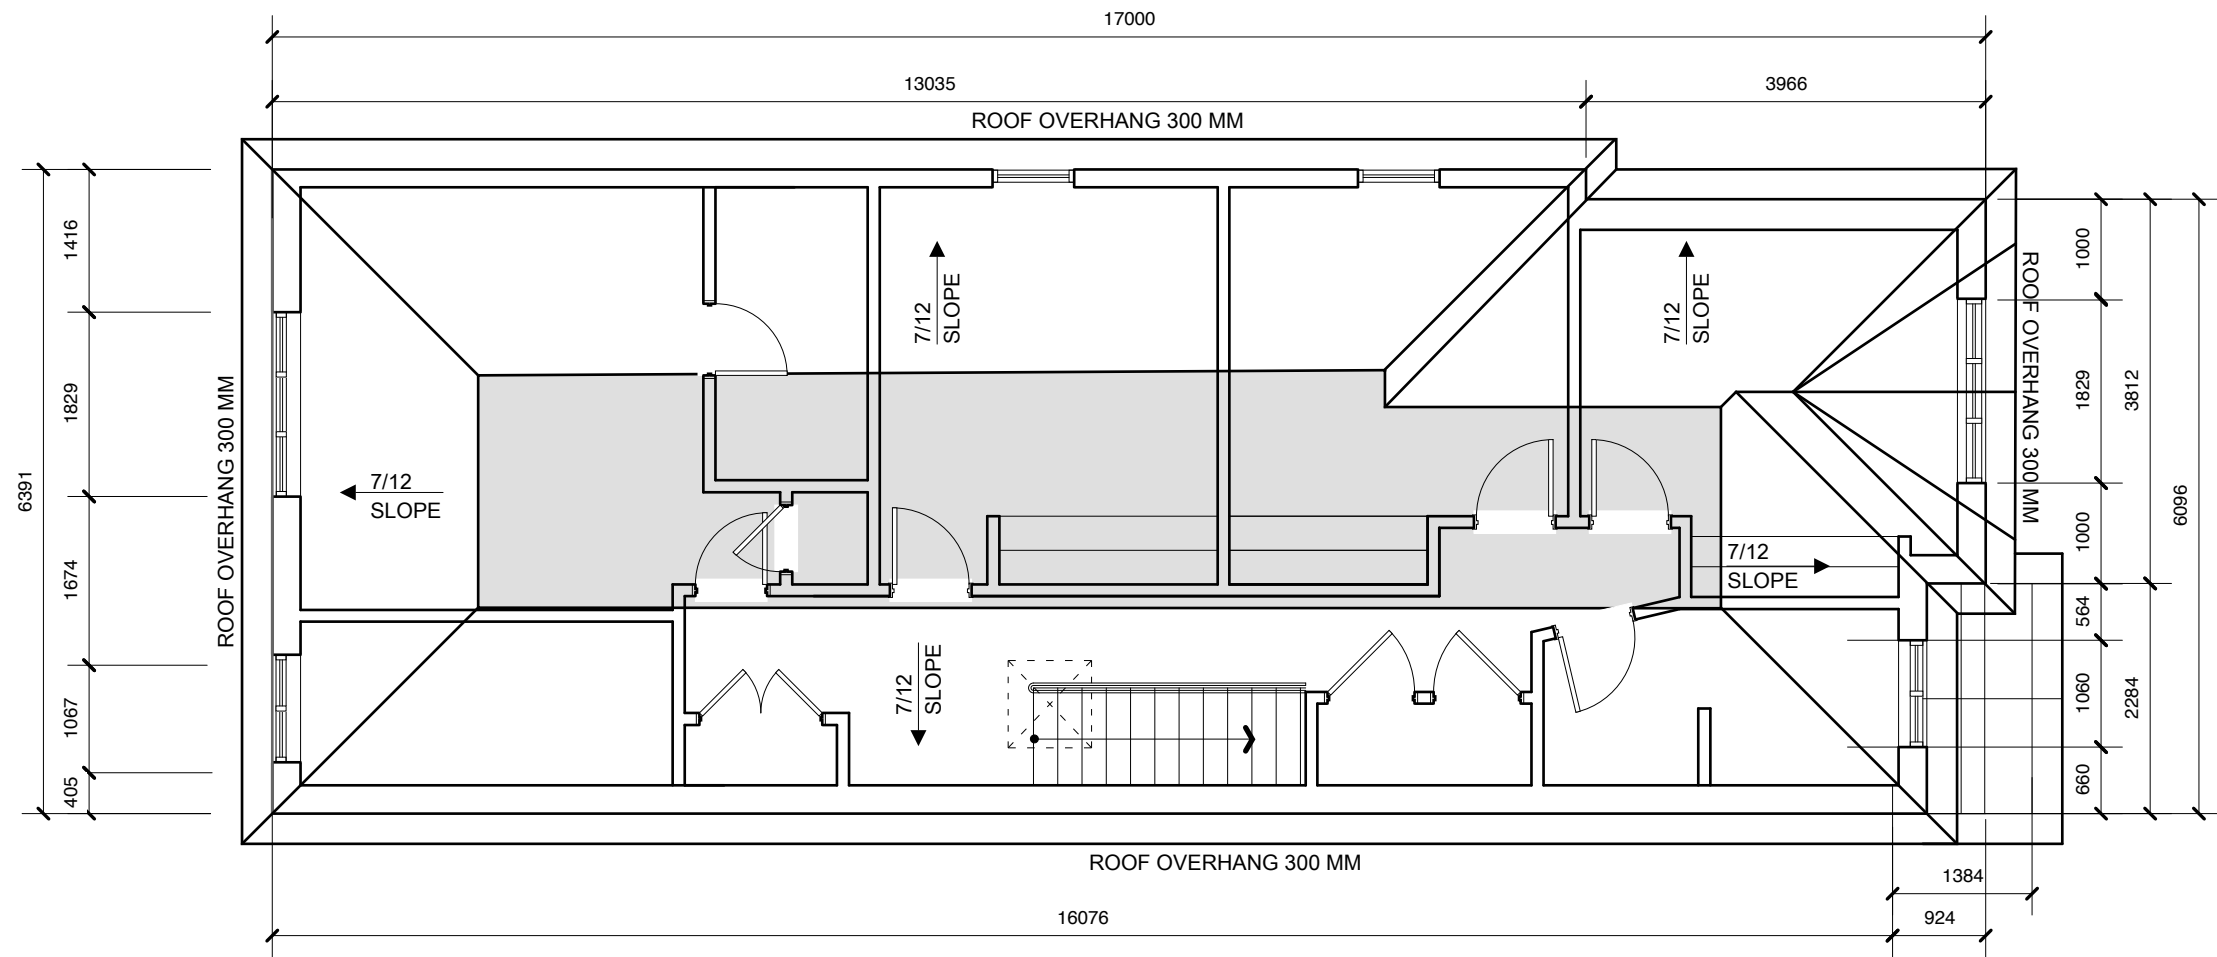 17000
13035
3966
ROOF OVERHANG 300 MM
6391
1416
1829
1674
1067
405
ROOF OVERHANG 300 MM
7/12
SLOPE
7/12
SLOPE
7/12
SLOPE
7/12
SLOPE
7/12
SLOPE
ROOF OVERHANG 300 MM
1000
1829
1000
564
1060
660
3812
2284
6096
ROOF OVERHANG 300 MM
1384
16076
924